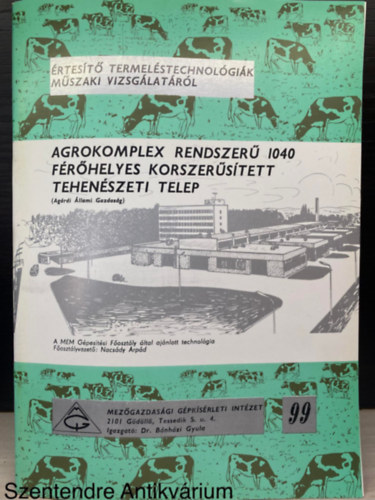 ÉRTESÍTŐ TERMELÉSTECHNOLÓGIÁK
MŰSZAKI VIZSGÁLATÁRÓL
AGROKOMPLEX RENDSZERŰ 1040
FÉRŐHELYES KORSZERŰSÍTETT
TEHENÉSZETI TELEP
(Agárdi Állami Gazdaság)
A MÉM Gépesítési Főosztály által ajánlott technológia
Főosztályvezető: Nacsády Árpád
MEZŐGAZDASÁGI GÉPKÍSÉRLETI INTÉZET
2101 Gödöllő, Tessedik S. u. 4.
Igazgató: Dr. Bánházi Gyula
99
Szentendre Antikvárium